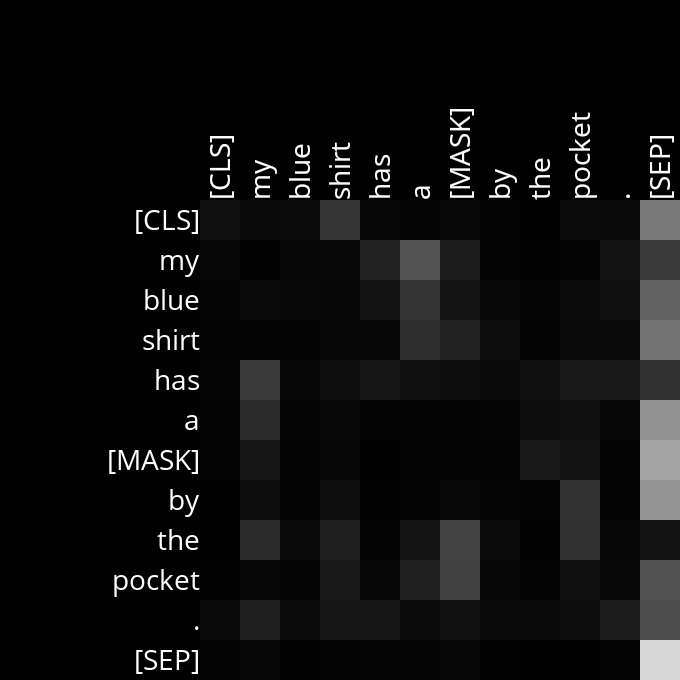 [CLS] my blue shirt has a [MASK] by the pocket . [SEP]
[CLS]
my
blue
shirt
has
a
[MASK]
by
the
pocket
.
[SEP]